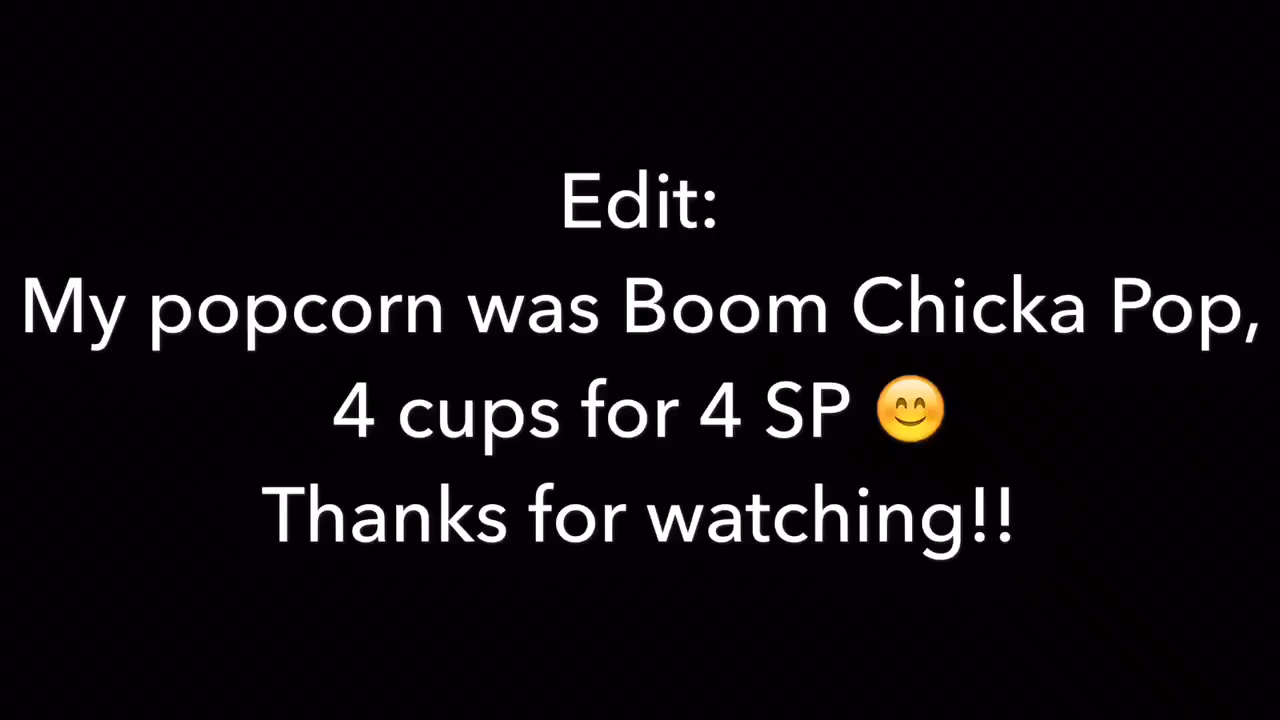 Edit:
My popcorn was Boom Chicka Pop,
4 cups for 4 SP 😊
Thanks for watching!!